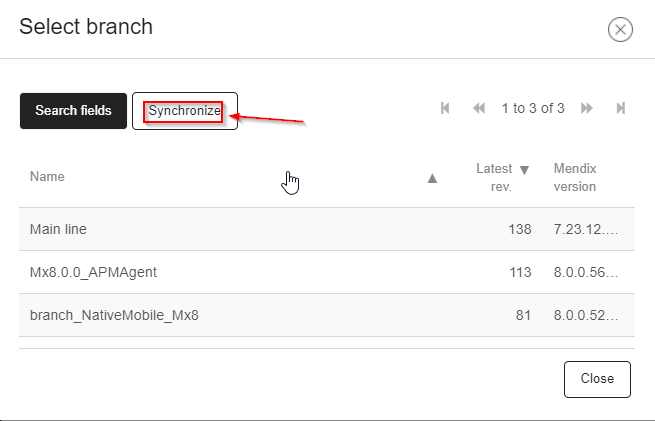 Select branch
Search fields Synchronize 1 to 3 of 3
Name Latest rev. Mendix version
Main line 138 7.23.12....
Mx8.0.0_APMAgent 113 8.0.0.56...
branch_NativeMobile_Mx8 81 8.0.0.52...
Close